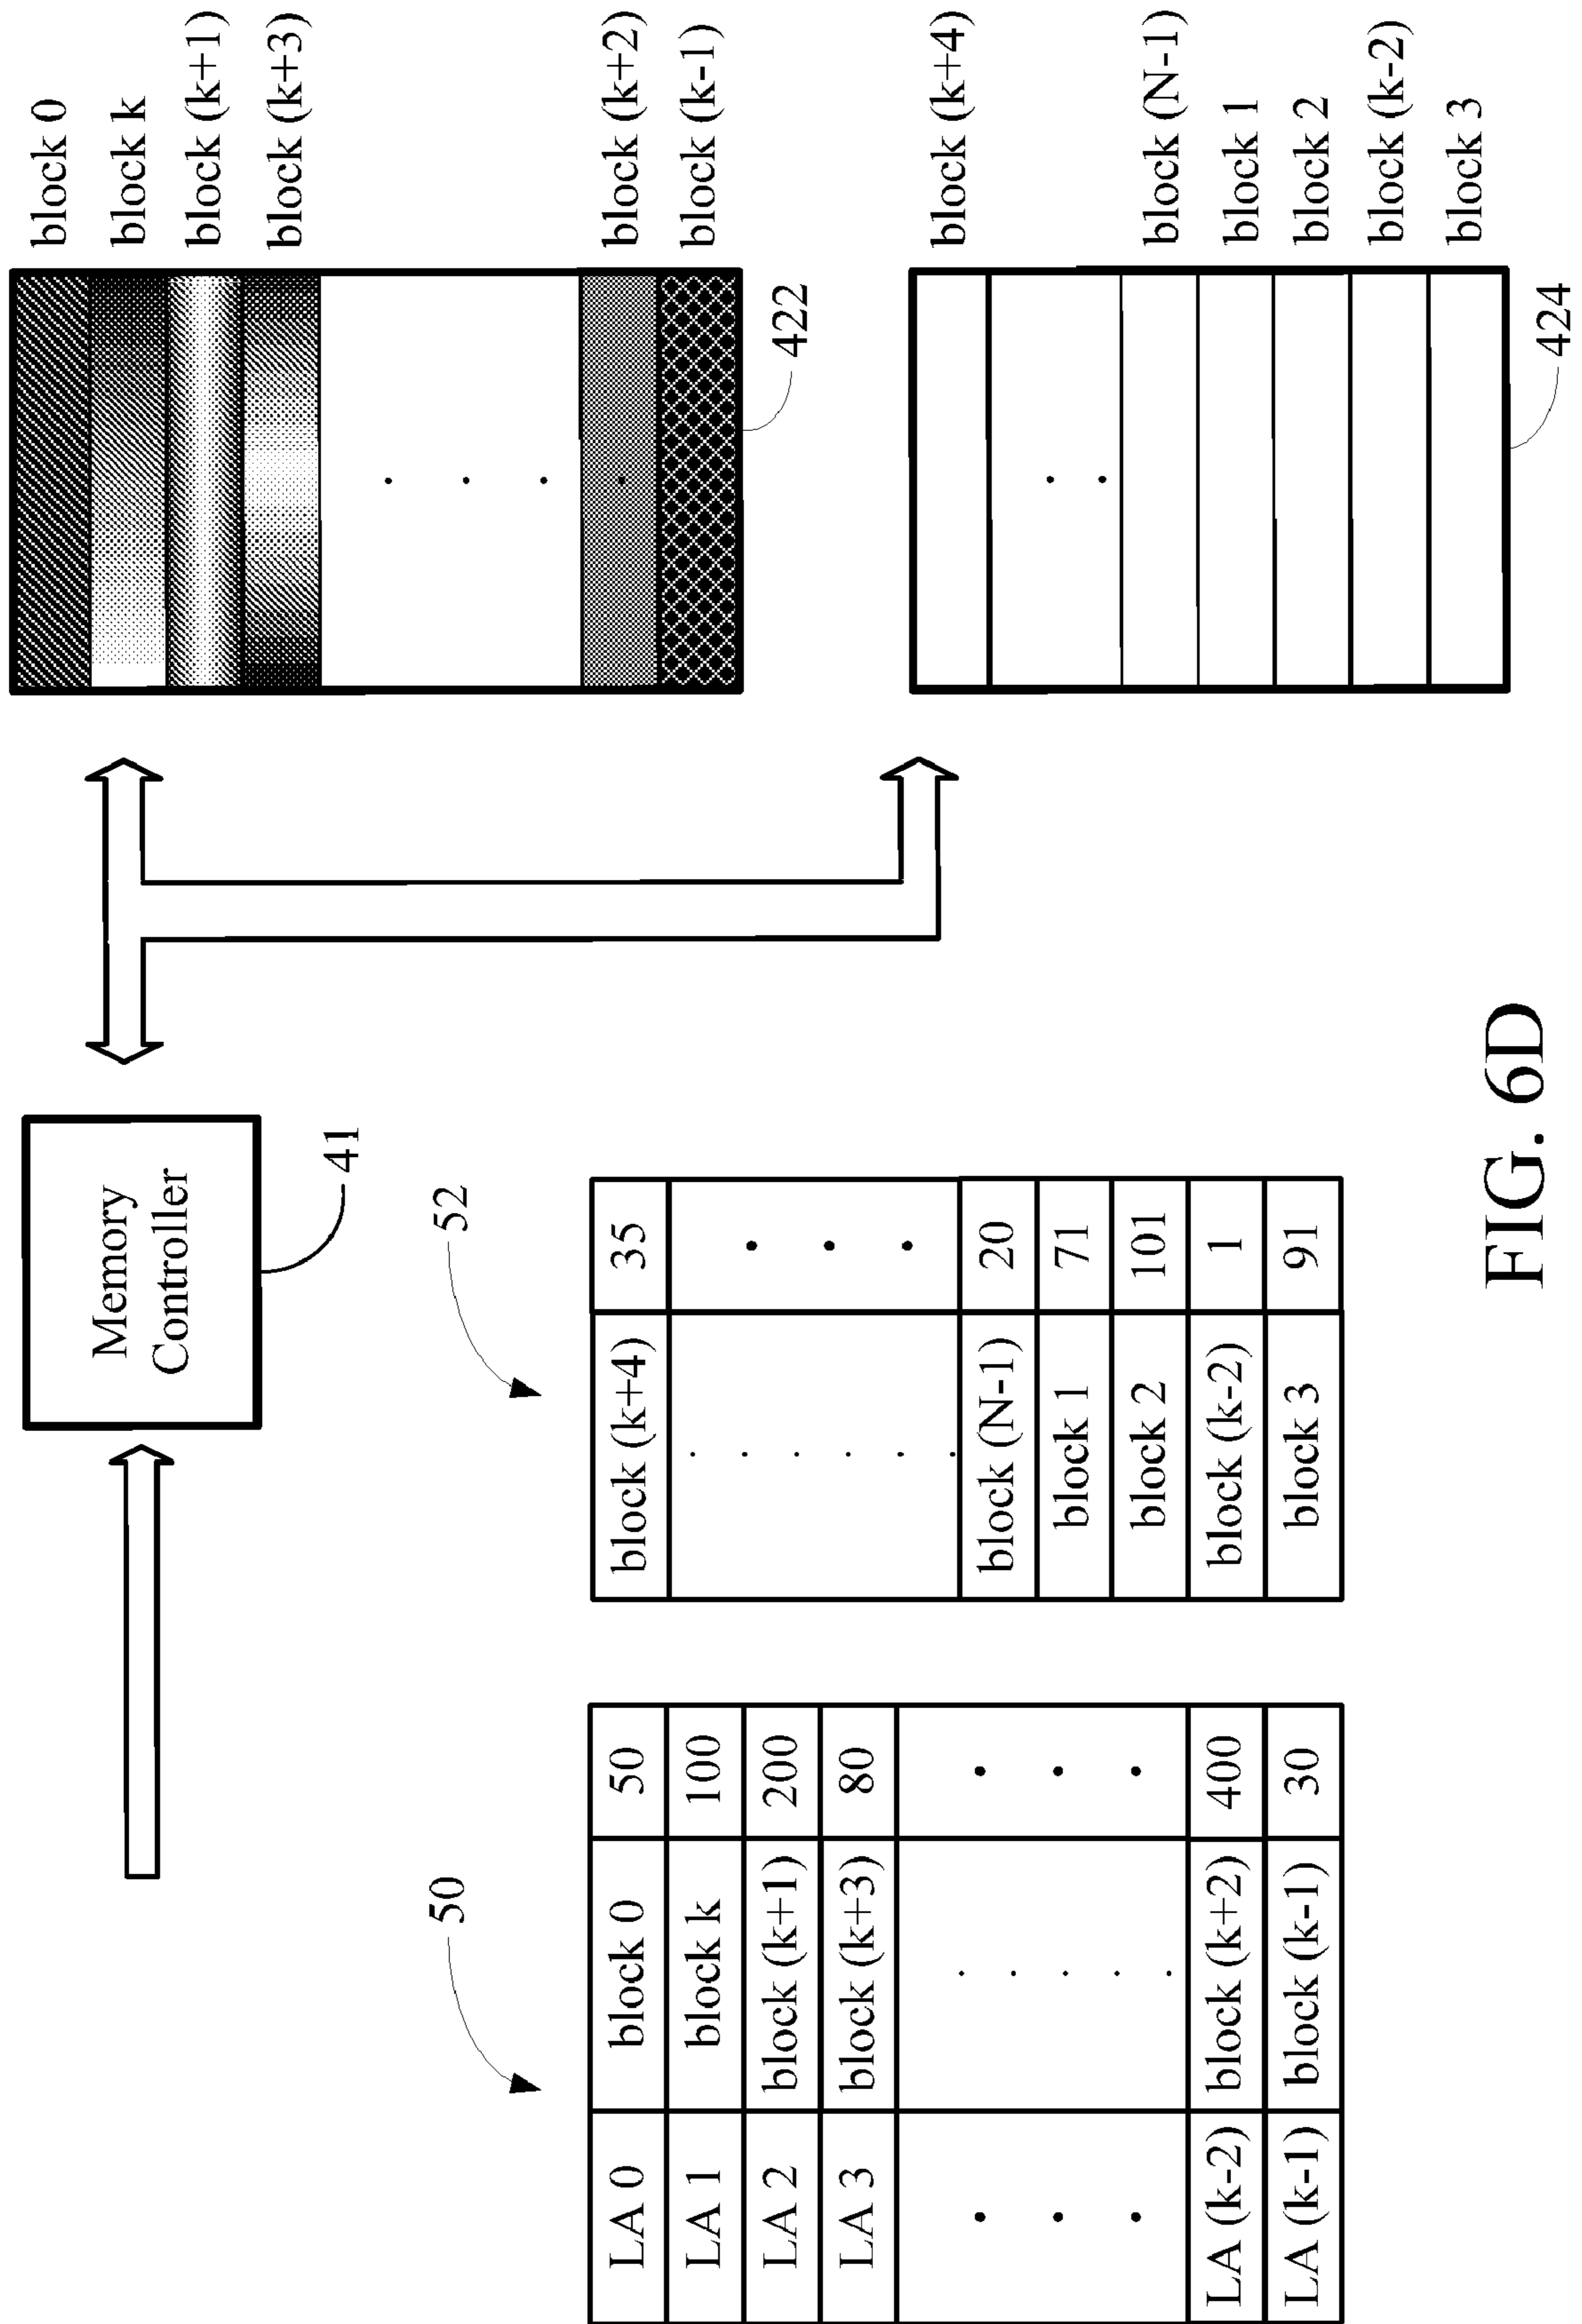 Memory
Controller
41
block 0
block k
block (k+1)
block (k+3)
block (k+2)
block (k-1)
422
block (k+4)
block (N-1)
block 1
block 2
block (k-2)
block 3
424
50
LA 0 block 0 50
LA 1 block k 100
LA 2 block (k+1) 200
LA 3 block (k+3) 80
LA (k-2) block (k+2) 400
LA (k-1) block (k-1) 30
52
block (k+4) 35
block (N-1) 20
block 1 71
block 2 101
block (k-2) 1
block 3 91
FIG. 6D